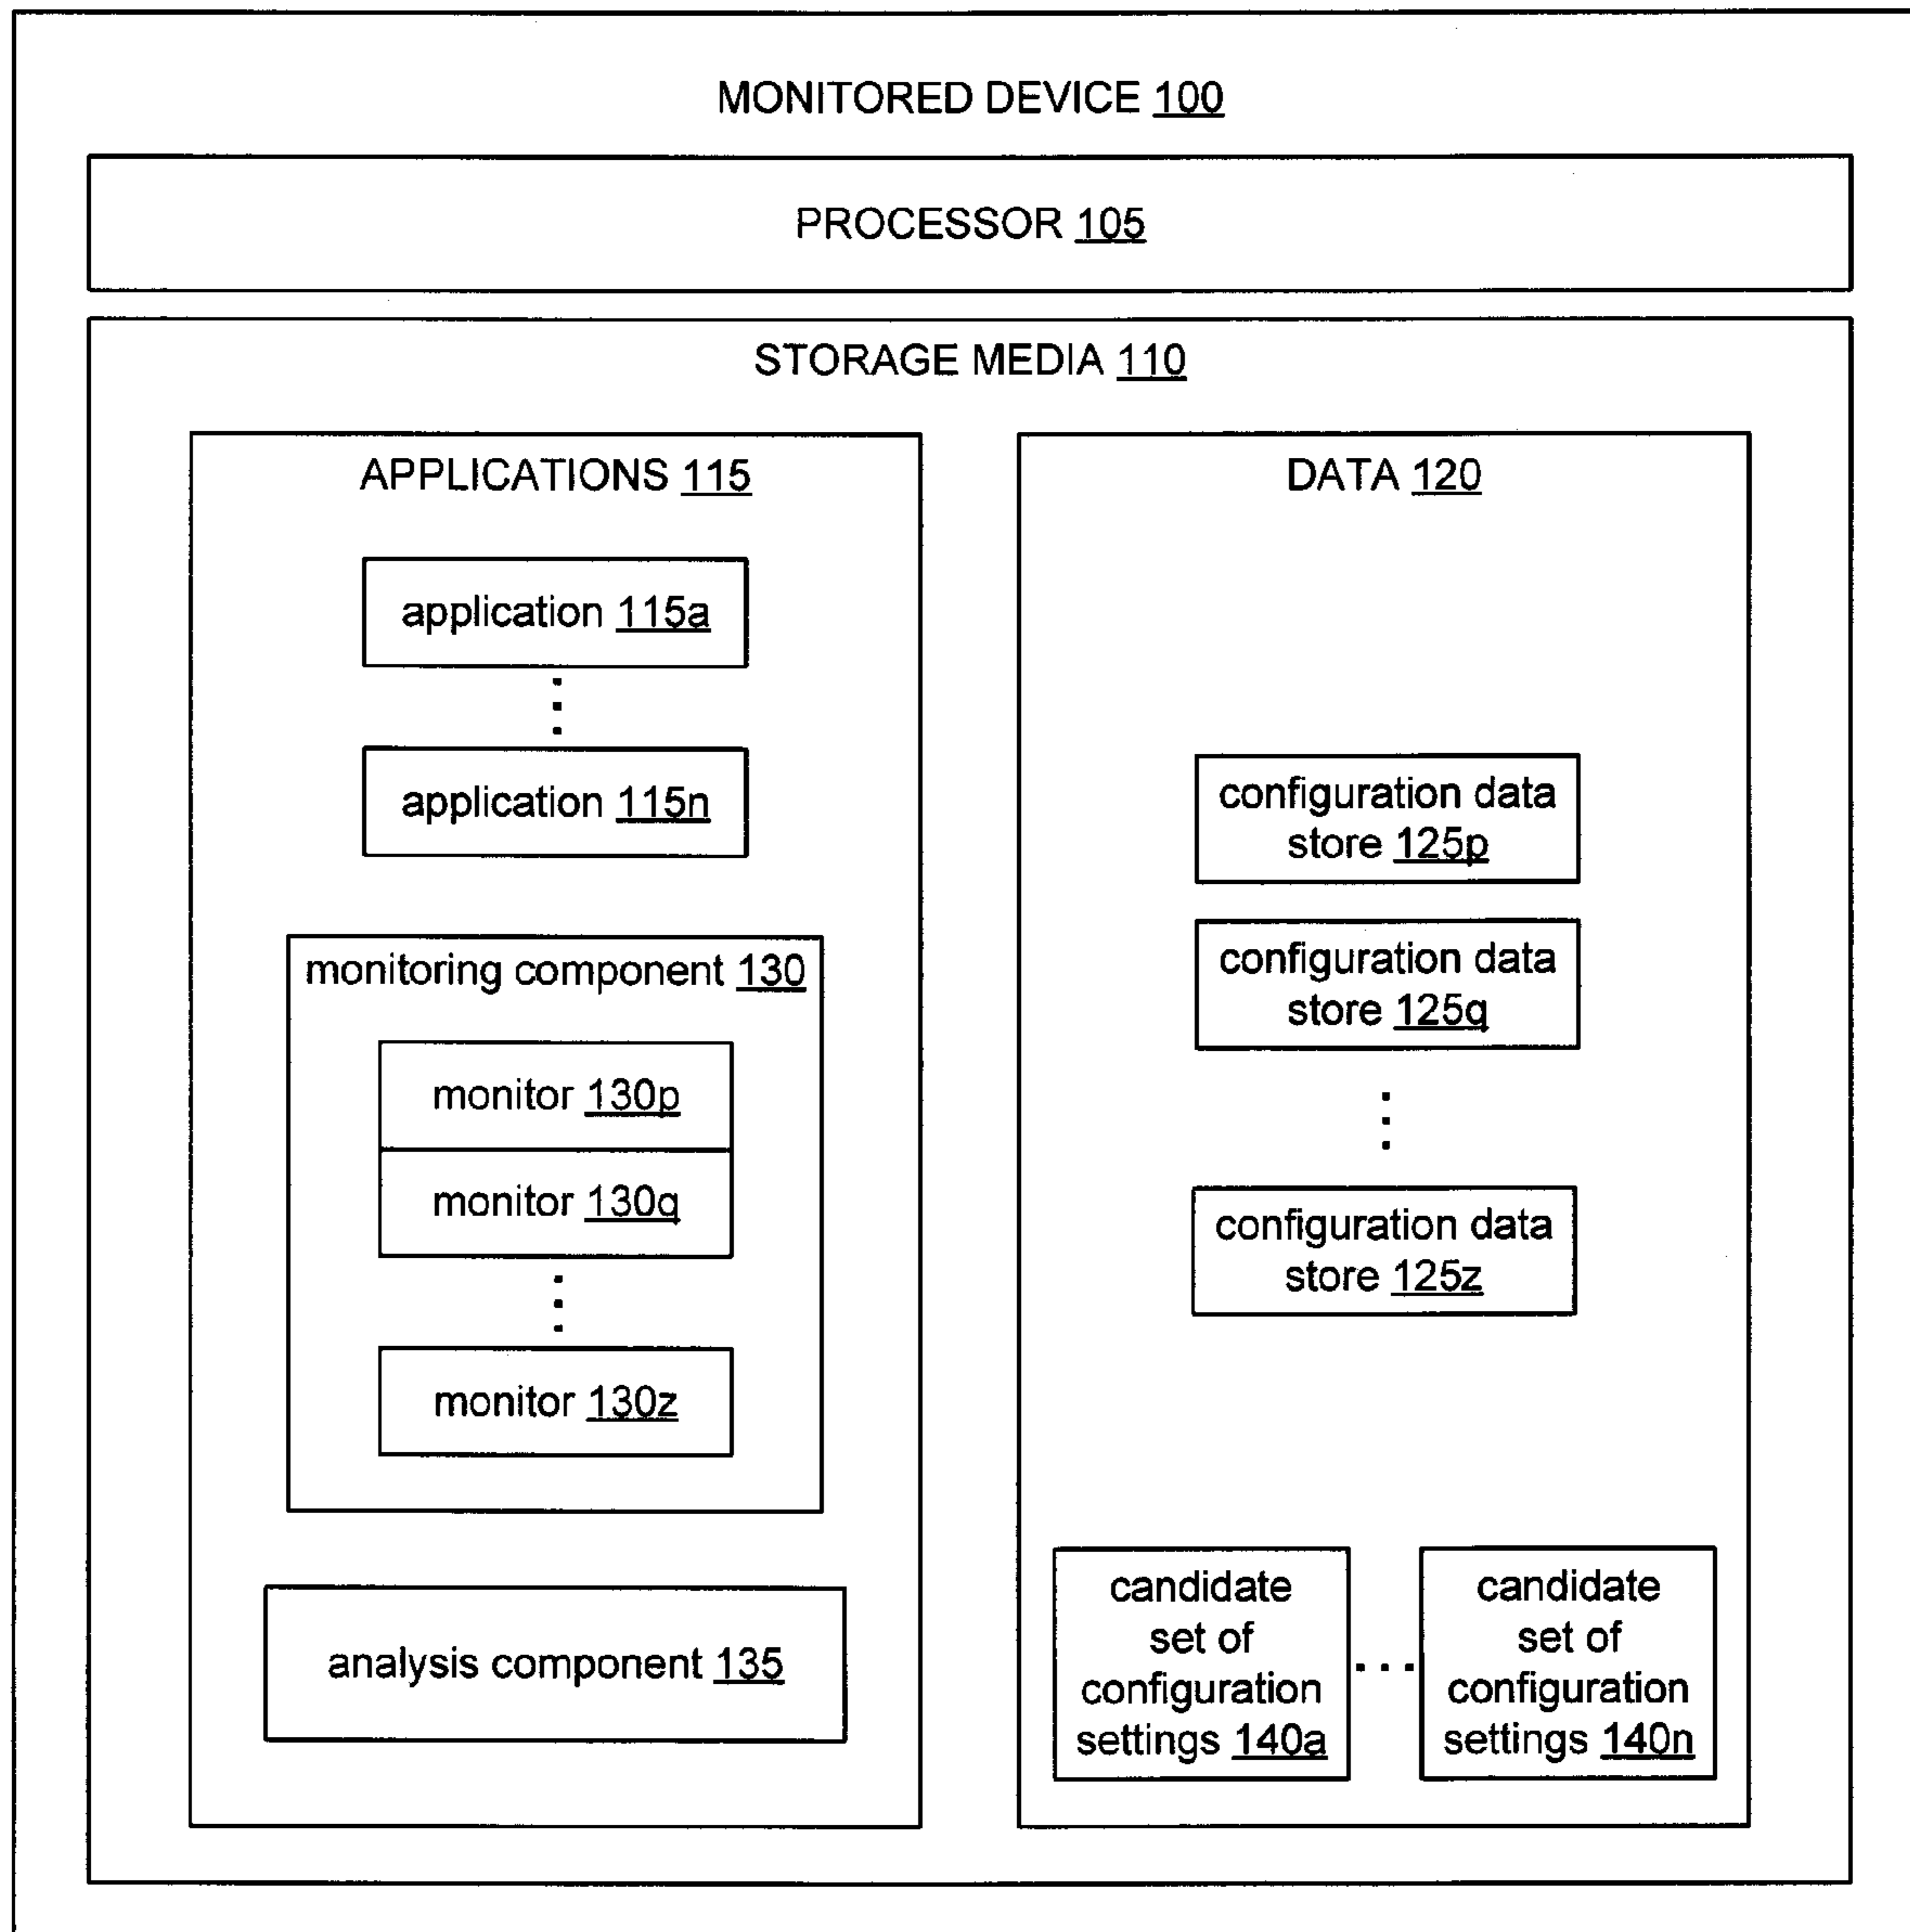 MONITORED DEVICE 100
PROCESSOR 105
STORAGE MEDIA 110
APPLICATIONS 115
application 115a
application 115n
monitoring component 130
monitor 130p
monitor 130q
monitor 130z
analysis component 135
DATA 120
configuration data
store 125p
configuration data
store 125q
configuration data
store 125z
candidate
set of
configuration
settings 140a
candidate
set of
configuration
settings 140n